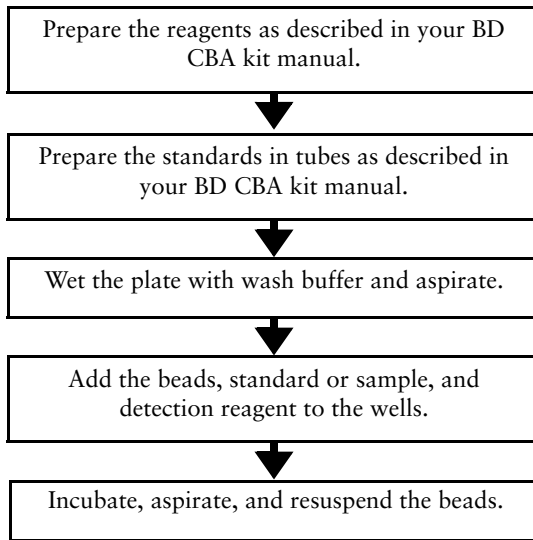 Prepare the reagents as described in your BD
CBA kit manual.
Prepare the standards in tubes as described in
your BD CBA kit manual.
Wet the plate with wash buffer and aspirate.
Add the beads, standard or sample, and
detection reagent to the wells.
Incubate, aspirate, and resuspend the beads.